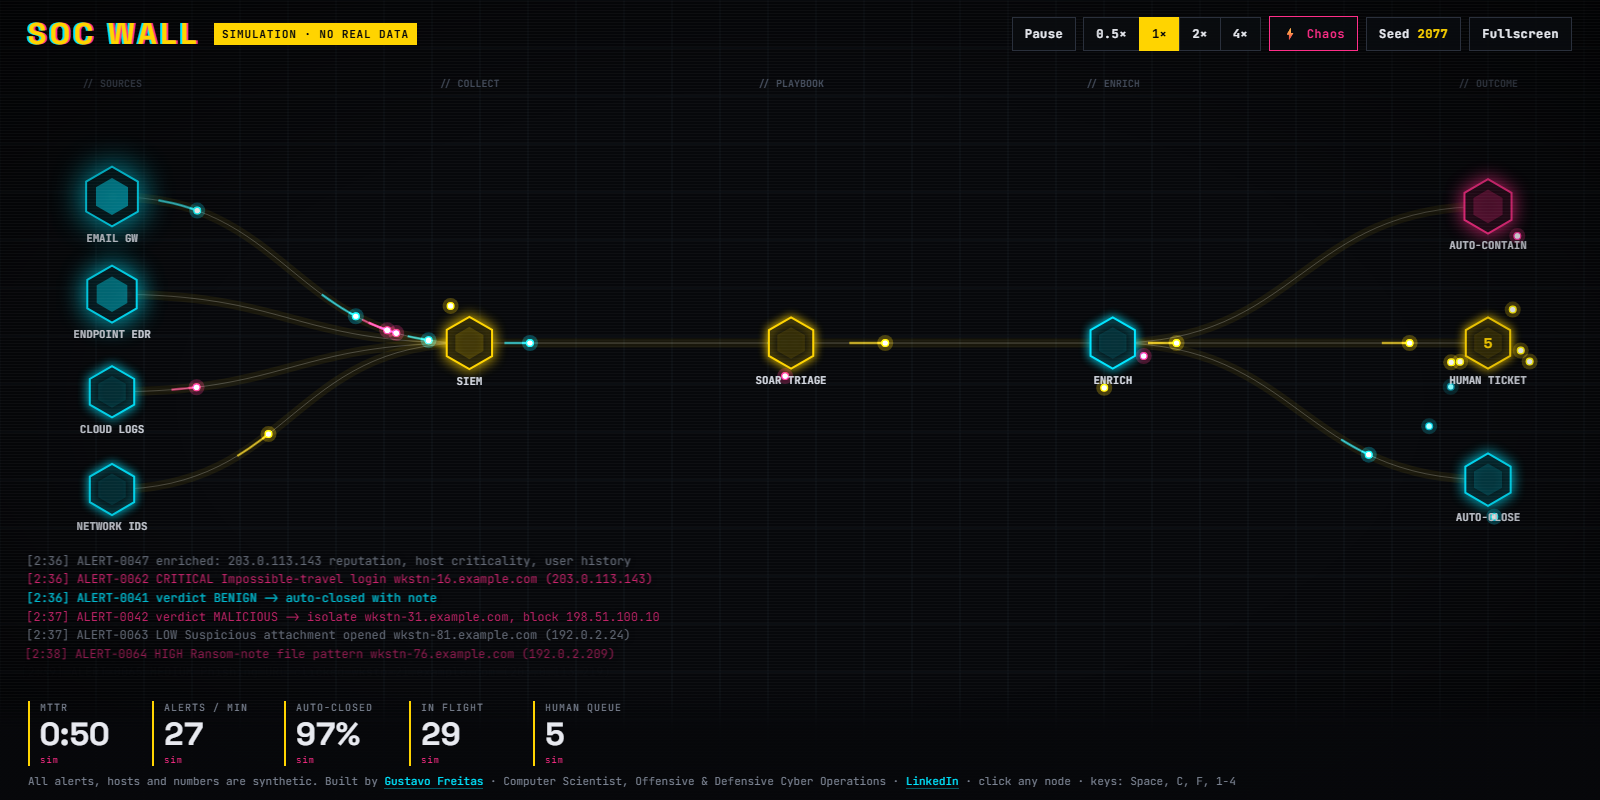 SOC WALL
SIMULATION · NO REAL DATA
Pause
0.5×
1×
2×
4×
Chaos
Seed 2077
Fullscreen
// SOURCES
// COLLECT
// PLAYBOOK
// ENRICH
// OUTCOME
EMAIL GW
ENDPOINT EDR
CLOUD LOGS
NETWORK IDS
SIEM
SOAR TRIAGE
ENRICH
AUTO-CONTAIN
5
HUMAN TICKET
AUTO-CLOSE
[2:36] ALERT-0047 enriched: 203.0.113.143 reputation, host criticality, user history
[2:36] ALERT-0062 CRITICAL Impossible-travel login wkstn-16.example.com (203.0.113.143)
[2:36] ALERT-0041 verdict BENIGN → auto-closed with note
[2:37] ALERT-0042 verdict MALICIOUS → isolate wkstn-31.example.com, block 198.51.100.10
[2:37] ALERT-0063 LOW Suspicious attachment opened wkstn-81.example.com (192.0.2.24)
[2:38] ALERT-0064 HIGH Ransom-note file pattern wkstn-76.example.com (192.0.2.209)
MTTR
0:50
sim
ALERTS / MIN
27
sim
AUTO-CLOSED
97%
sim
IN FLIGHT
29
sim
HUMAN QUEUE
5
sim
All alerts, hosts and numbers are synthetic. Built by Gustavo Freitas · Computer Scientist, Offensive & Defensive Cyber Operations · LinkedIn · click any node · keys: Space, C, F, 1-4